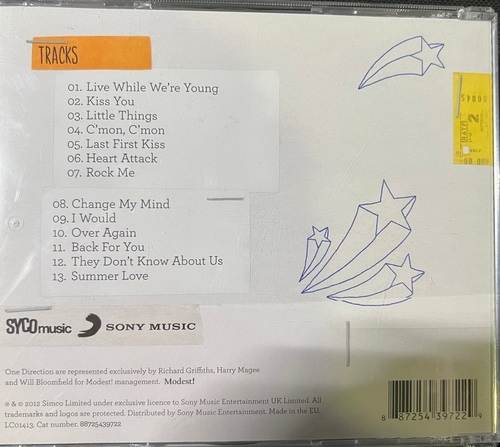 TRACKS
01. Live While We're Young
02. Kiss You
03. Little Things
04. C'mon, C'mon
05. Last First Kiss
06. Heart Attack
07. Rock Me
08. Change My Mind
09. I Would
10. Over Again
11. Back For You
12. They Don't Know About Us
13. Summer Love
SYCOmusic SONY MUSIC
One Direction are represented exclusively by Richard Griffiths, Harry Magee
and Will Bloomfield for Modest! management. Modest!
℗ & © 2012 Simco Limited under exclusive licence to Sony Music Entertainment UK Limited. All
trademarks and logos are protected. Distributed by Sony Music Entertainment. Made in the EU.
LC01413. Cat number. 88725439722
8 87254 39722 9